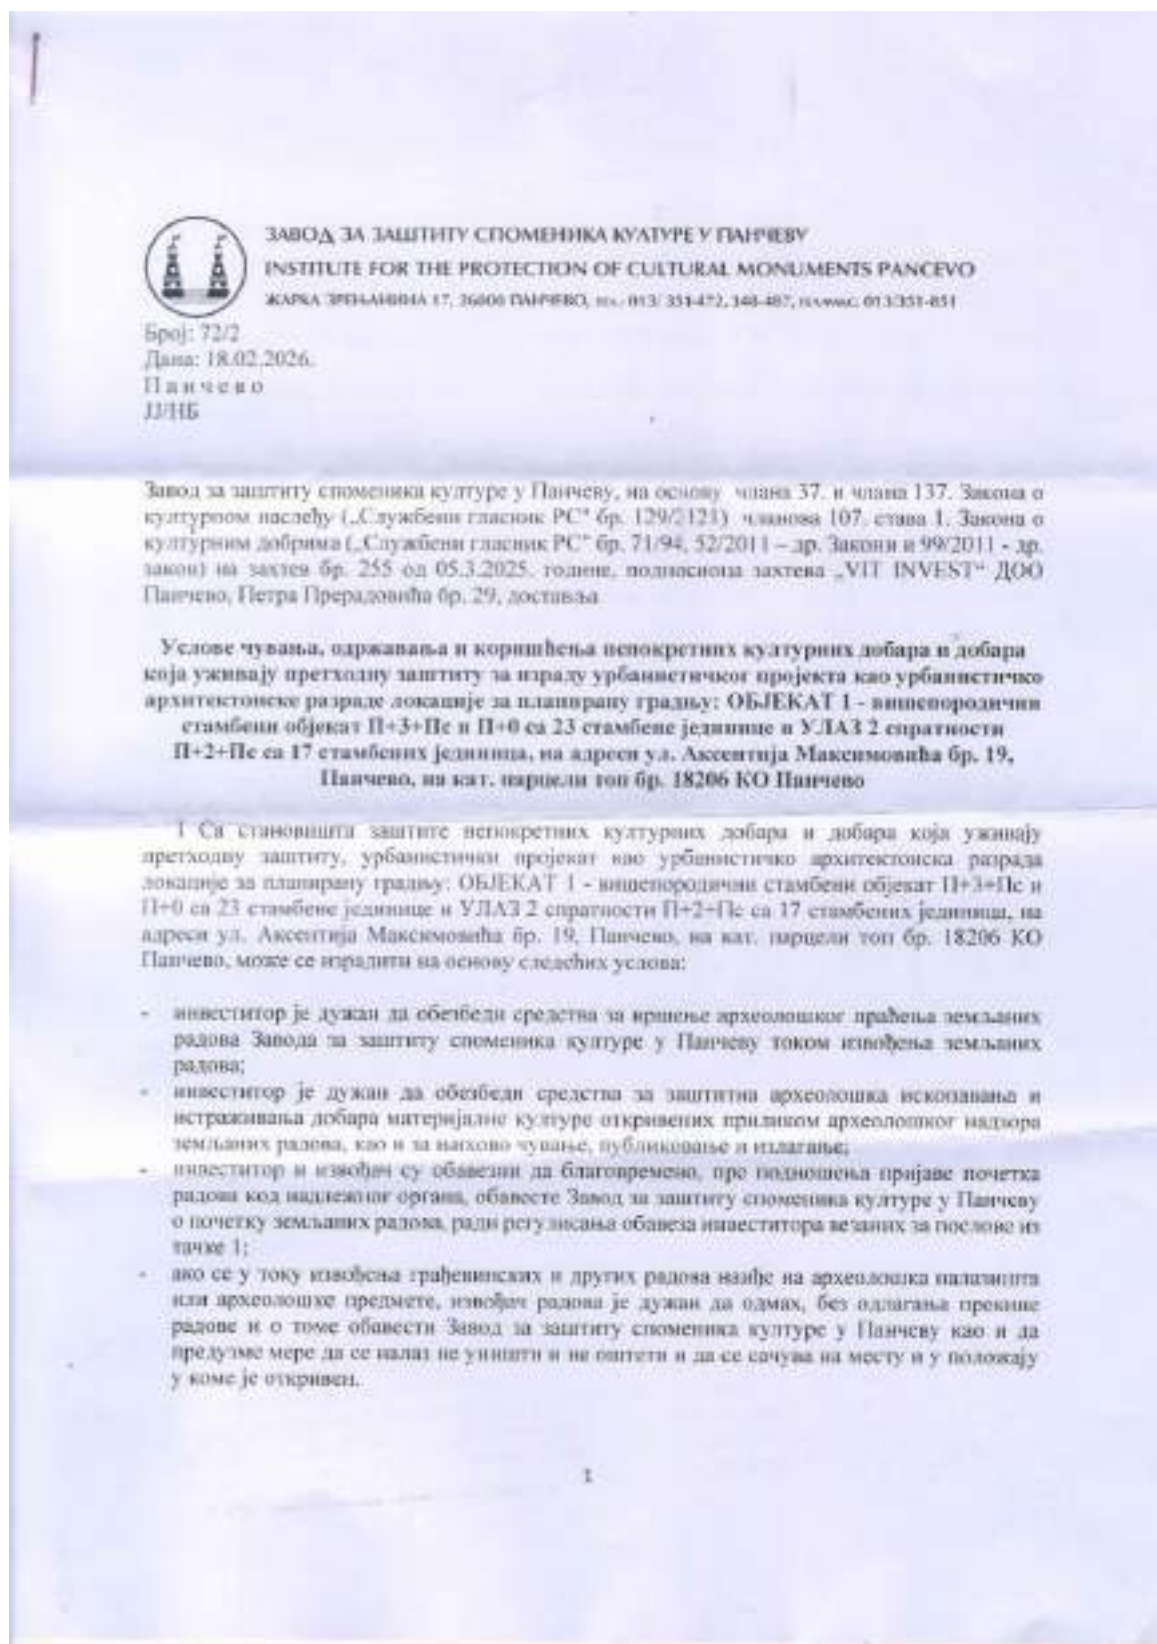 ЗАВОД ЗА ЗАШТИТУ СПОМЕНИКА КУЛТУРЕ У ПАНЧЕВУ
INSTITUTE FOR THE PROTECTION OF CULTURAL MONUMENTS PANCEVO
ЖАРКА ЗРЕЊАНИНА 17, 26000 ПАНЧЕВО, тел.: 013/ 351-472, 348-487, тел/факс: 013/351-851
Број: 72/2
Дана: 18.02.2026.
П а н ч е в о
ЈЈ/НБ
Завод за заштиту споменика културе у Панчеву, на основу члана 37. и члана 137. Закона о
културном наслеђу („Службени гласник РС“ бр. 129/2121) чланова 107. става 1. Закона о
културним добрима („Службени гласник РС“ бр. 71/94, 52/2011 – др. Закони и 99/2011 - др.
закон) на захтев бр. 255 од 05.3.2025. године, подносиоца захтева „VIT INVEST“ ДОО
Панчево, Петра Прерадовића бр. 29, доставља
Услове чувања, одржавања и коришћења непокретних културних добара и добара
која уживају претходну заштиту за израду урбанистичког пројекта као урбанистичко
архитектонске разраде локације за планирану градњу: ОБЈЕКАТ 1 - вишепородични
стамбени објекат П+3+Пс и П+0 са 23 стамбене јединице и УЛАЗ 2 спратности
П+2+Пс са 17 стамбених јединица, на адреси ул. Аксентија Максимовића бр. 19,
Панчево, на кат. парцели топ бр. 18206 КО Панчево
1 Са становишта заштите непокретних културних добара и добара која уживају
претходну заштиту, урбанистички пројекат као урбанистичко архитектонска разрада
локације за планирану градњу: ОБЈЕКАТ 1 - вишепородични стамбени објекат П+3+Пс и
П+0 са 23 стамбене јединице и УЛАЗ 2 спратности П+2+Пс са 17 стамбених јединица, на
адреси ул. Аксентија Максимовића бр. 19, Панчево, на кат. парцели топ бр. 18206 КО
Панчево, може се израдити на основу следећих услова:
- инвеститор је дужан да обезбеди средства за вршење археолошког праћења земљаних
радова Завода за заштиту споменика културе у Панчеву током извођења земљаних
радова;
- инвеститор је дужан да обезбеди средства за заштитна археолошка ископавања и
истраживања добара материјалне културе откривених приликом археолошког надзора
земљаних радова, као и за њихово чување, публиковање и излагање;
- инвеститор и извођач су обавезни да благовремено, пре подношења пријаве почетка
радова код надлежног органа, обавесте Завод за заштиту споменика културе у Панчеву
о почетку земљаних радова, ради регулисања обавеза инвеститора везаних за послове из
тачке 1;
- ако се у току извођења грађевинских и других радова наиђе на археолошка налазишта
или археолошке предмете, извођач радова је дужан да одмах, без одлагања прекине
радове и о томе обавести Завод за заштиту споменика културе у Панчеву као и да
предузме мере да се налаз не уништи и не оштети и да се сачува на месту и у положају
у коме је откривен.
1